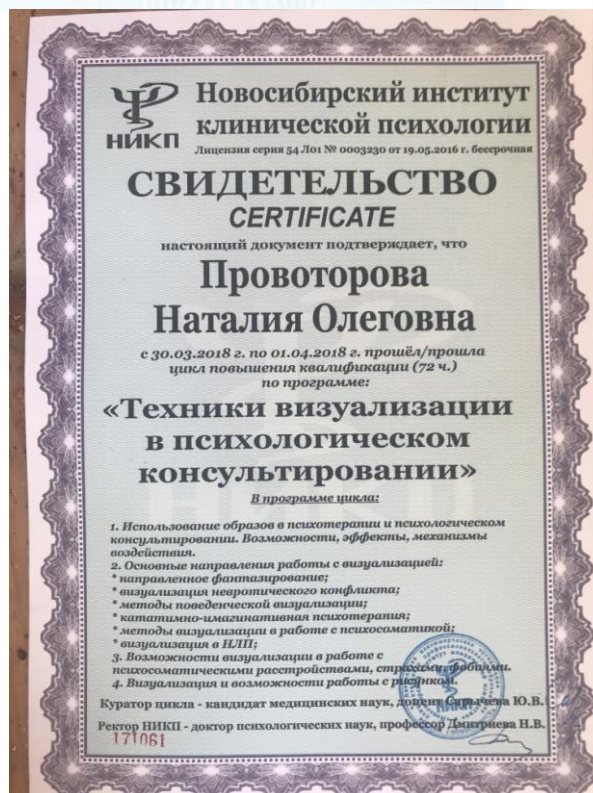 НИКП
Новосибирский институт
клинической психологии
Лицензия серия 54 Л01 № 0003230 от 19.05.2016 г. бессрочная
СВИДЕТЕЛЬСТВО
CERTIFICATE
настоящий документ подтверждает, что
Провоторова
Наталия Олеговна
с 30.03.2018 г. по 01.04.2018 г. прошёл/прошла
цикл повышения квалификации (72 ч.)
по программе:
«Техники визуализации
в психологическом
консультировании»
В программе цикла:
1. Использование образов в психотерапии и психологическом
консультировании. Возможности, эффекты, механизмы
воздействия.
2. Основные направления работы с визуализацией:
* направленное фантазирование;
* визуализация невротического конфликта;
* методы поведенческой визуализации;
* кататимно-имагинативная психотерапия;
* методы визуализации в работе с психосоматикой;
* визуализация в НЛП;
3. Возможности визуализации в работе с
психосоматическими расстройствами, страхами, фобиями.
4. Визуализация и возможности работы с рисунком.
Куратор цикла - кандидат медицинских наук, доцент Сарычева Ю.В.
Ректор НИКП - доктор психологических наук, профессор Дмитриева Н.В.
171061
НИКП